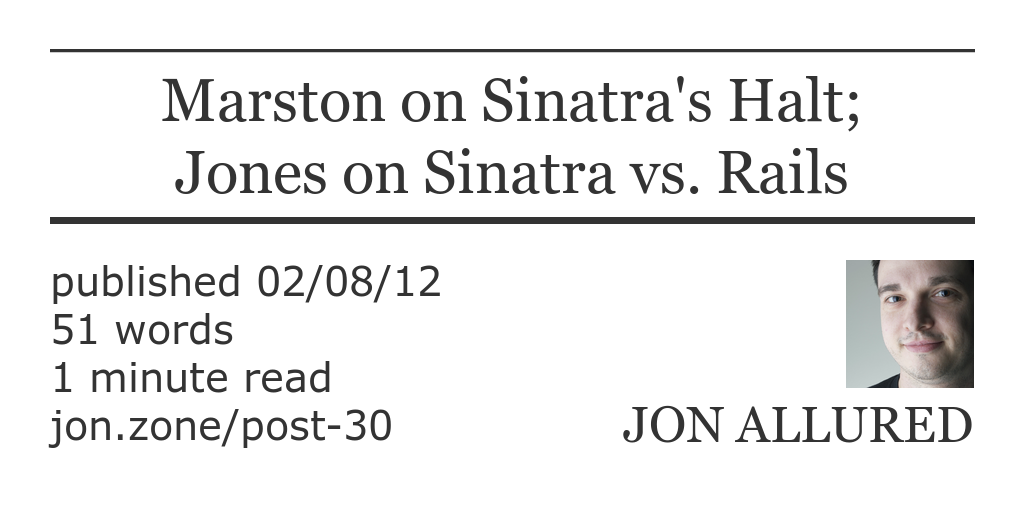 Marston on Sinatra's Halt;
Jones on Sinatra vs. Rails
published 02/08/12
51 words
1 minute read
jon.zone/post-30
JON ALLURED